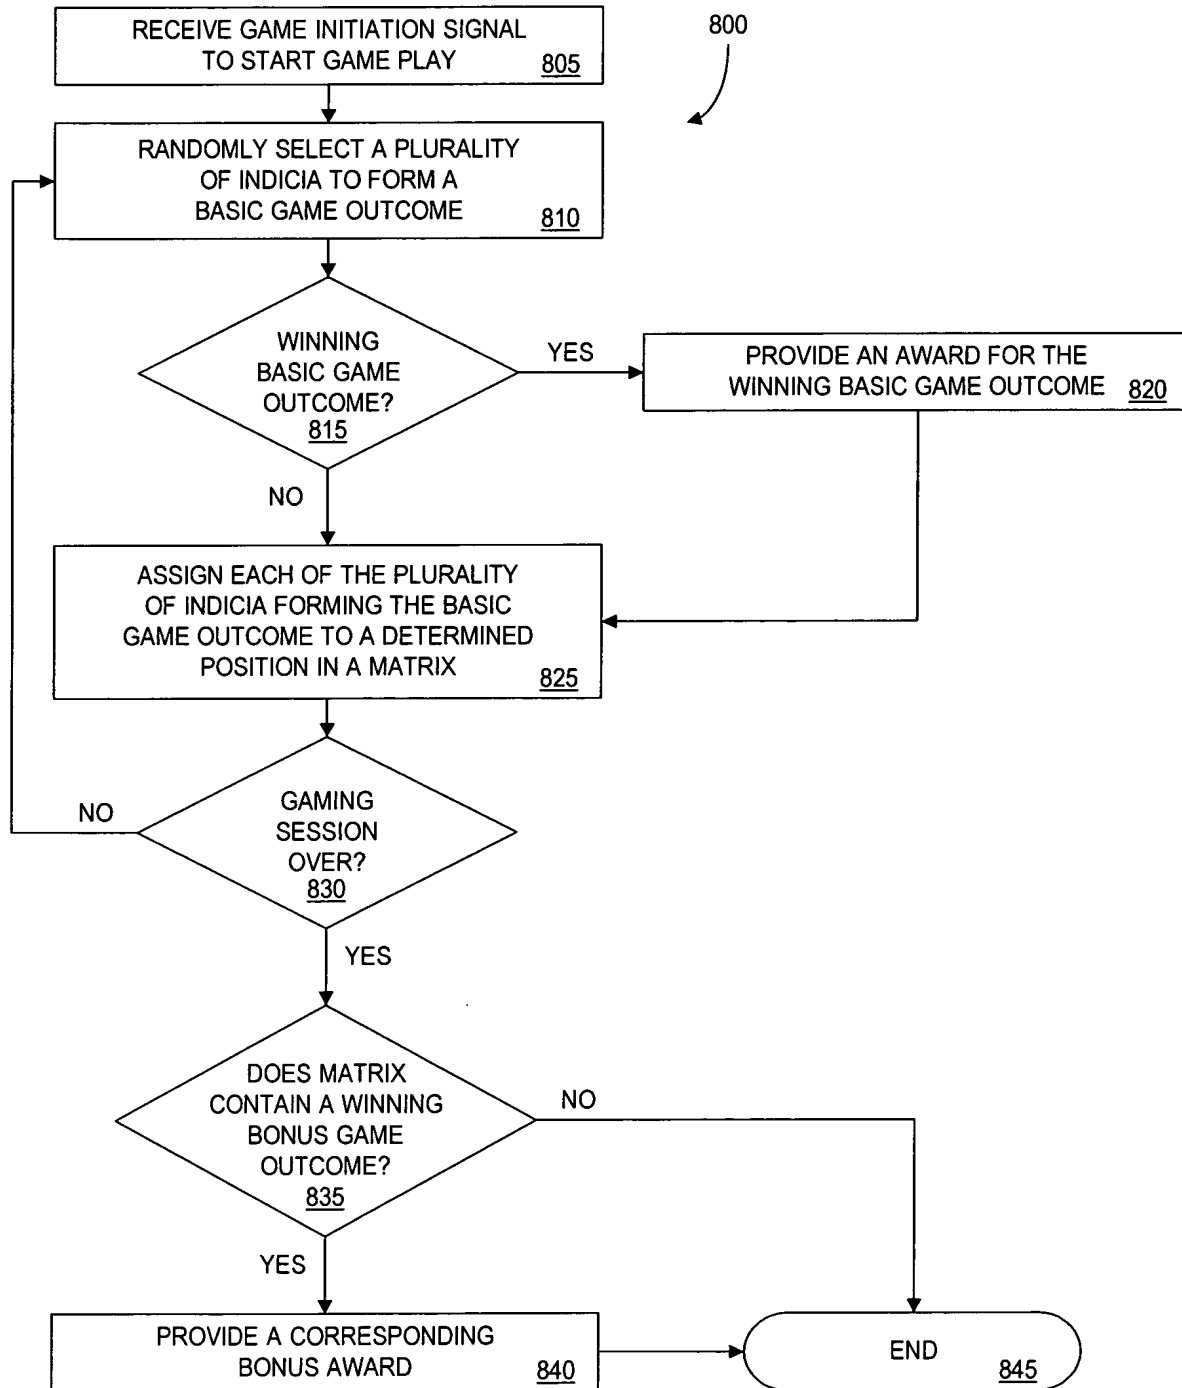 RECEIVE GAME INITIATION SIGNAL
TO START GAME PLAY
805
800
RANDOMLY SELECT A PLURALITY
OF INDICIA TO FORM A
BASIC GAME OUTCOME
810
WINNING
BASIC GAME
OUTCOME?
815
YES
PROVIDE AN AWARD FOR THE
WINNING BASIC GAME OUTCOME
820
NO
ASSIGN EACH OF THE PLURALITY
OF INDICIA FORMING THE BASIC
GAME OUTCOME TO A DETERMINED
POSITION IN A MATRIX
825
NO
GAMING
SESSION
OVER?
830
YES
DOES MATRIX
CONTAIN A WINNING
BONUS GAME
OUTCOME?
835
NO
YES
PROVIDE A CORRESPONDING
BONUS AWARD
840
END
845